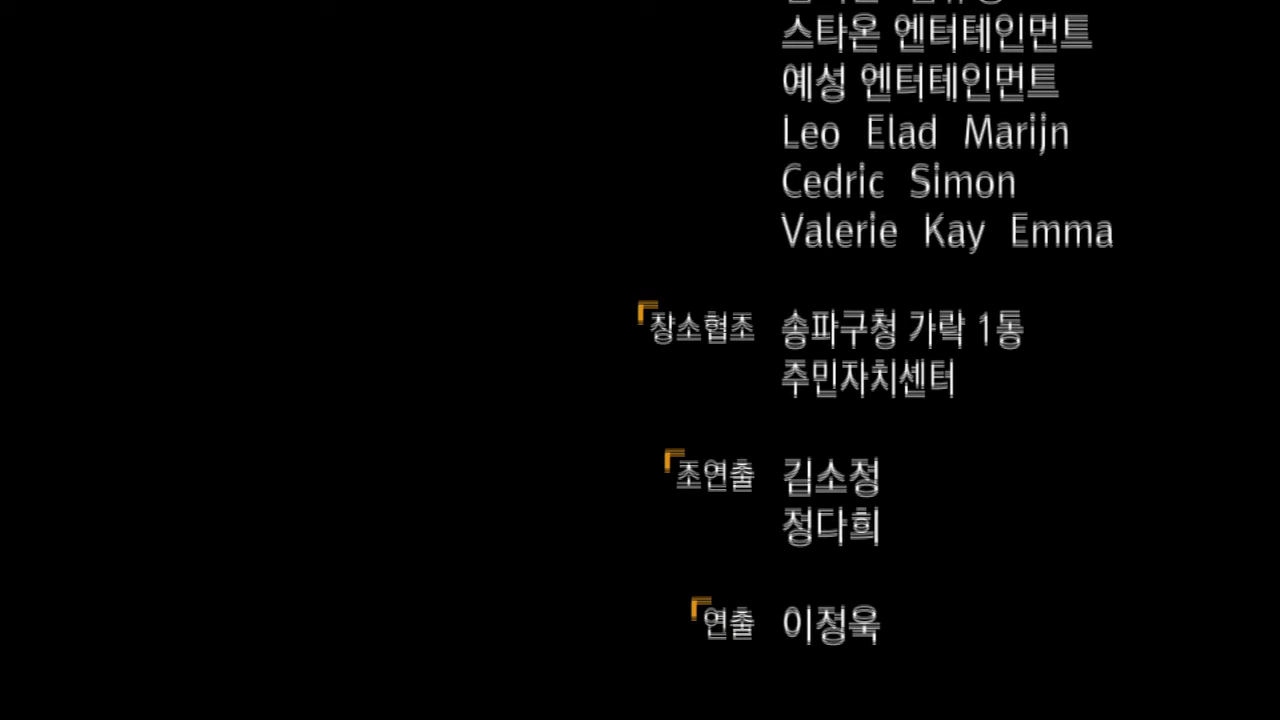 스타온 엔터테인먼트
예성 엔터테인먼트
Leo Elad Marijn
Cedric Simon
Valerie Kay Emma
「장소협조 송파구청 가락 1동
주민자치센터
「조연출 김소정
정다희
「연출 이정욱